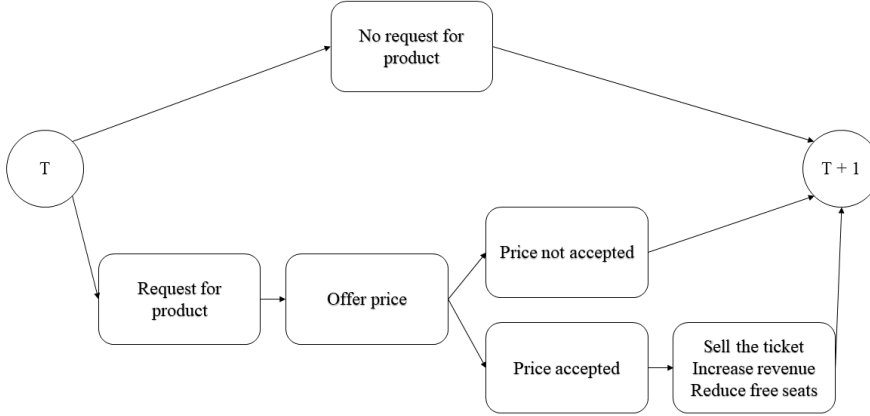 No request for
product
T
T + 1
Request for
product
Offer price
Price not accepted
Price accepted
Sell the ticket
Increase revenue
Reduce free seats